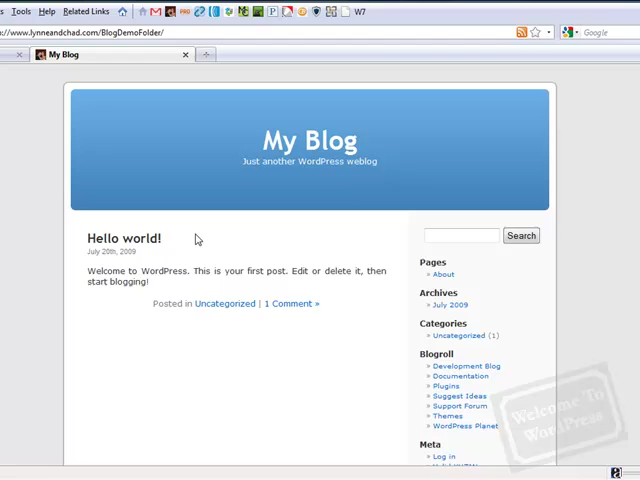 s Tools Help Related Links W7
://www.lynneandchad.com/BlogDemoFolder/ Google
My Blog
My Blog
Just another WordPress weblog
Hello world!
July 20th, 2009
Welcome to WordPress. This is your first post. Edit or delete it, then
start blogging!
Posted in Uncategorized | 1 Comment »
Search
Pages
» About
Archives
» July 2009
Categories
» Uncategorized (1)
Blogroll
» Development Blog
» Documentation
» Plugins
» Suggest Ideas
» Support Forum
» Themes
» WordPress Planet
Meta
» Log in
Welcome To
WordPress